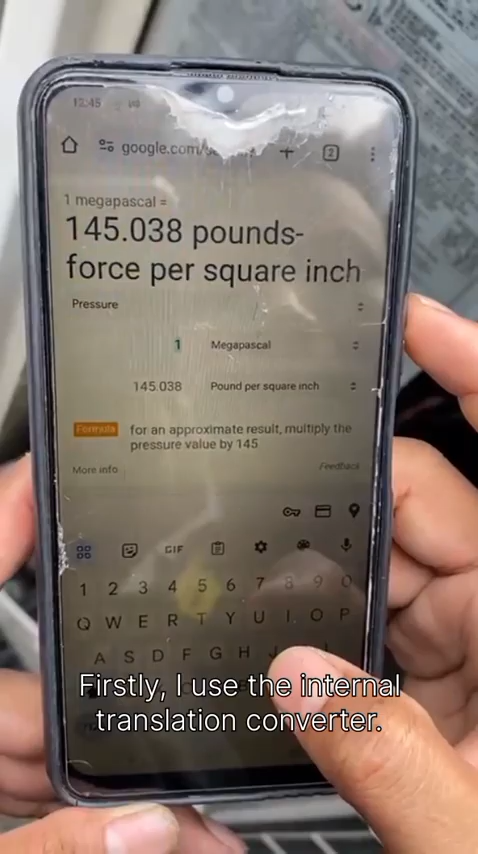 12:45
google.com/
2
1 megapascal =
145.038 pounds-
force per square inch
Pressure
1 Megapascal
145.038 Pound per square inch
Formula for an approximate result, multiply the
pressure value by 145
More info Feedback
GIF
1 2 3 4 5 6 7 8 9 0
Q W E R T Y U I O P
A S D F G H J
Firstly, I use the internal
translation converter.